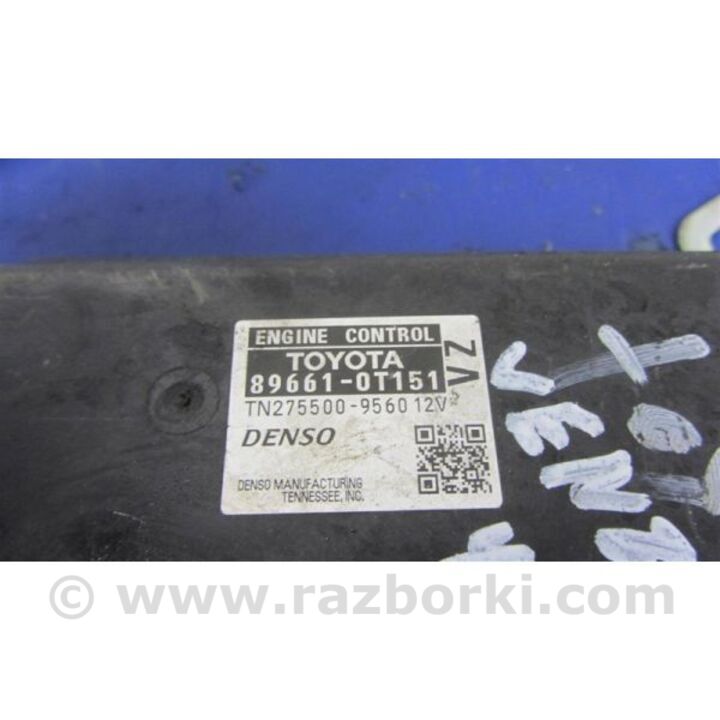 ENGINE CONTROL
TOYOTA
89661-0T151
VZ
TN275500-9560 12V
DENSO
DENSO MANUFACTURING
TENNESSEE, INC.
© www.razborki.com